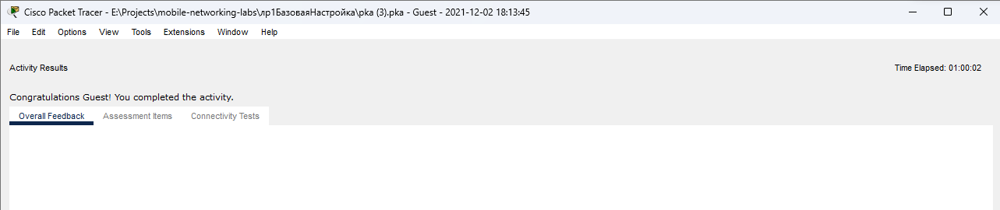 Cisco Packet Tracer - E:\Projects\mobile-networking-labs\лр1БазоваяНастройка\pka (3).pka - Guest - 2021-12-02 18:13:45
File Edit Options View Tools Extensions Window Help
Activity Results Time Elapsed: 01:00:02
Congratulations Guest! You completed the activity.
Overall Feedback Assessment Items Connectivity Tests